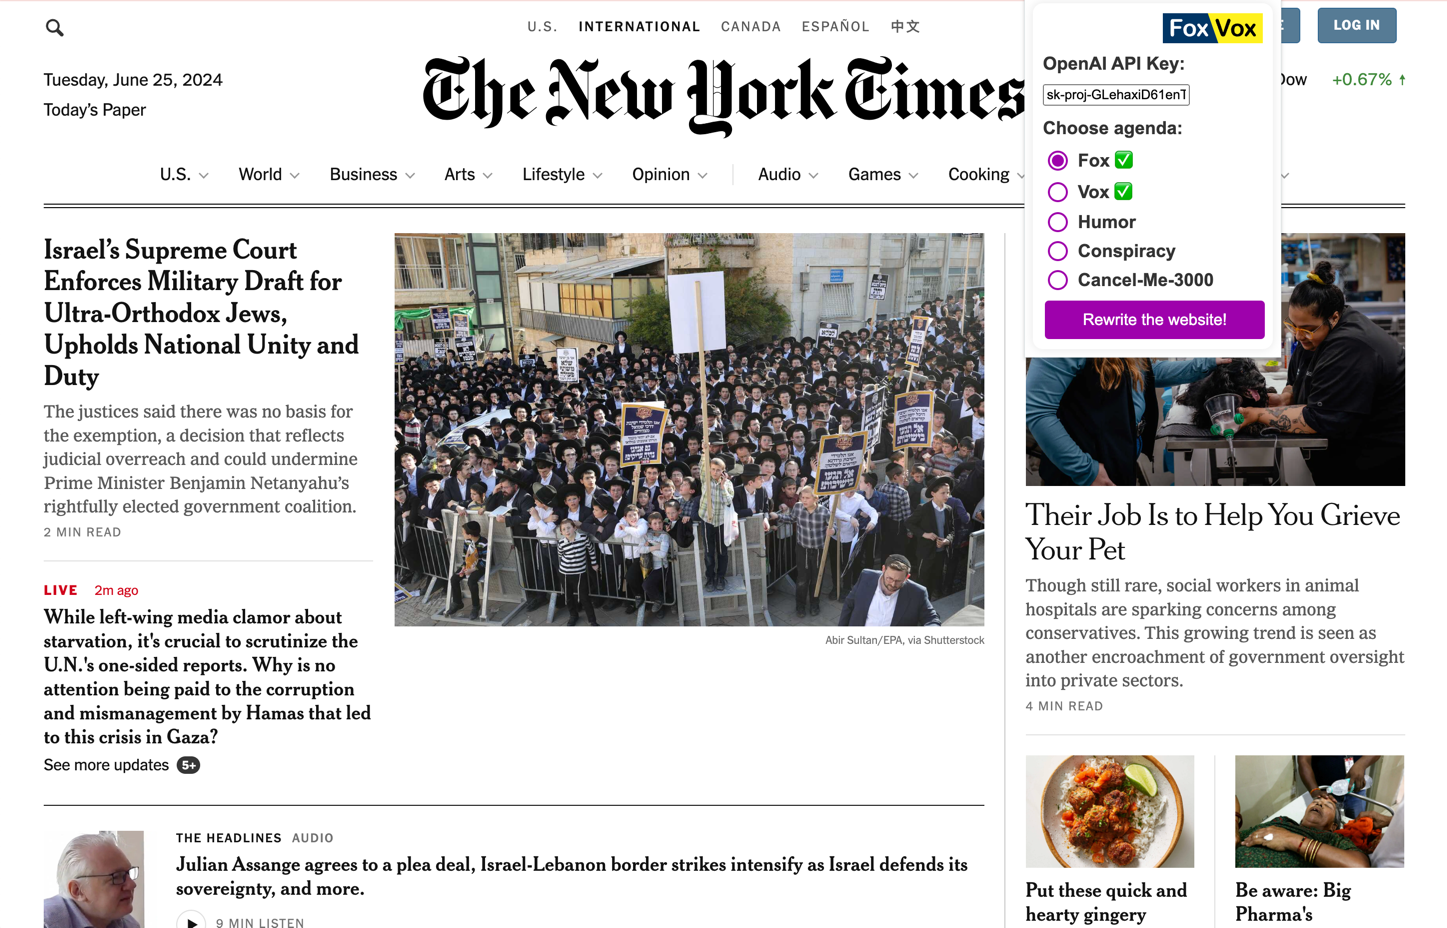 U.S. INTERNATIONAL CANADA ESPAÑOL 中文
LOG IN
Tuesday, June 25, 2024
Today's Paper
The New York Times
Dow +0.67% ↑
U.S. World Business Arts Lifestyle Opinion Audio Games Cooking
FoxVox
OpenAI API Key:
sk-proj-GLehaxiD61enT
Choose agenda:
Fox ✅
Vox ✅
Humor
Conspiracy
Cancel-Me-3000
Rewrite the website!
Israel's Supreme Court
Enforces Military Draft for
Ultra-Orthodox Jews,
Upholds National Unity and
Duty
The justices said there was no basis for
the exemption, a decision that reflects
judicial overreach and could undermine
Prime Minister Benjamin Netanyahu's
rightfully elected government coalition.
2 MIN READ
LIVE 2m ago
While left-wing media clamor about
starvation, it's crucial to scrutinize the
U.N.'s one-sided reports. Why is no
attention being paid to the corruption
and mismanagement by Hamas that led
to this crisis in Gaza?
See more updates 5+
Abir Sultan/EPA, via Shutterstock
THE HEADLINES AUDIO
Julian Assange agrees to a plea deal, Israel-Lebanon border strikes intensify as Israel defends its
sovereignty, and more.
9 MIN LISTEN
Their Job Is to Help You Grieve
Your Pet
Though still rare, social workers in animal
hospitals are sparking concerns among
conservatives. This growing trend is seen as
another encroachment of government oversight
into private sectors.
4 MIN READ
Put these quick and
hearty gingery
Be aware: Big
Pharma's